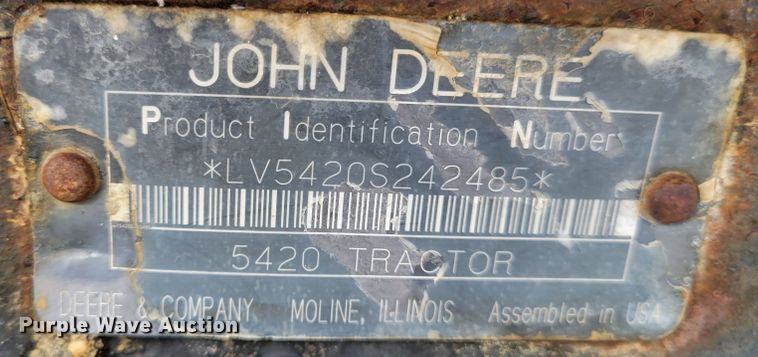 JOHN DEERE
Product Identification Number
*LV5420S242485*
5420 TRACTOR
DEERE & COMPANY MOLINE, ILLINOIS Assembled in USA
Purple Wave Auction